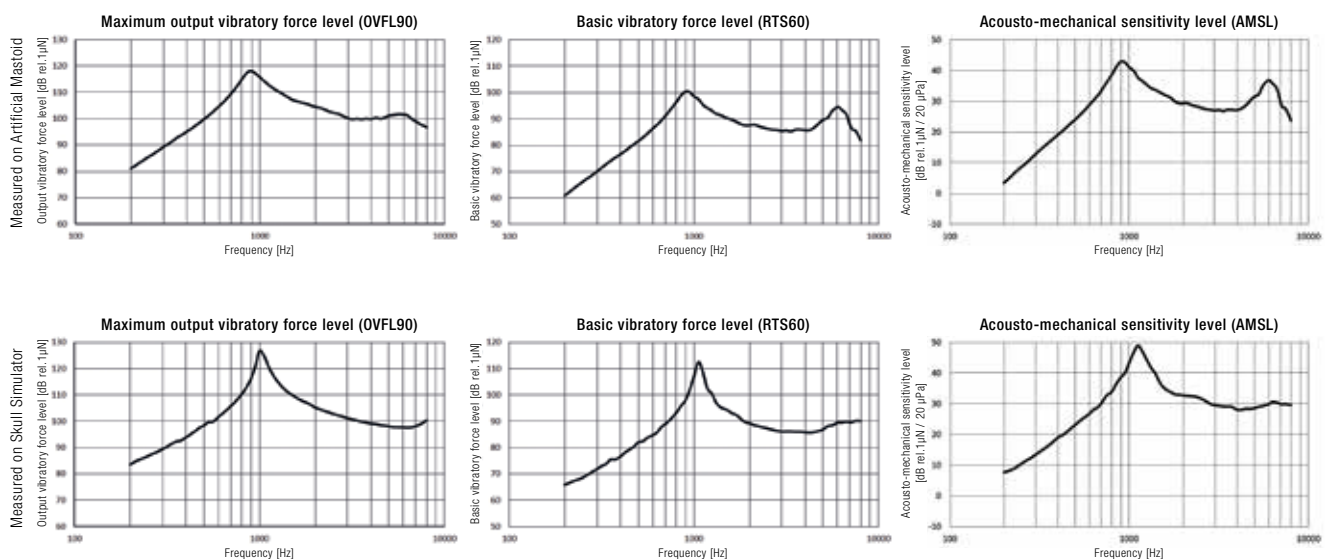 Maximum output vibratory force level (OVFL90)
Measured on Artificial Mastoid
Output vibratory force level [dB rel.1µN]
130
120
110
100
90
80
70
60
100
1000
10000
Frequency [Hz]
Basic vibratory force level (RTS60)
Basic vibratory force level [dB rel.1µN]
120
110
100
90
80
70
60
50
100
1000
10000
Frequency [Hz]
Acousto-mechanical sensitivity level (AMSL)
Acousto-mechanical sensitivity level
[dB rel.1µN / 20 µPa]
50
40
30
20
10
0
-10
100
1000
10000
Frequency [Hz]
Maximum output vibratory force level (OVFL90)
Measured on Skull Simulator
Output vibratory force level [dB rel.1µN]
130
120
110
100
90
80
70
60
100
1000
10000
Frequency [Hz]
Basic vibratory force level (RTS60)
Basic vibratory force level [dB rel.1µN]
120
110
100
90
80
70
60
50
100
1000
10000
Frequency [Hz]
Acousto-mechanical sensitivity level (AMSL)
Acousto-mechanical sensitivity level
[dB rel.1µN / 20 µPa]
50
40
30
20
10
0
-10
100
1000
10000
Frequency [Hz]